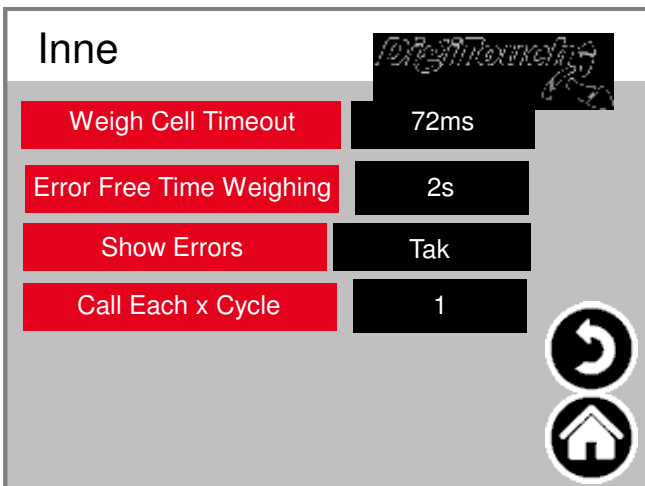 Inne
DigiTouch
Weigh Cell Timeout
72ms
Error Free Time Weighing
2s
Show Errors
Tak
Call Each x Cycle
1